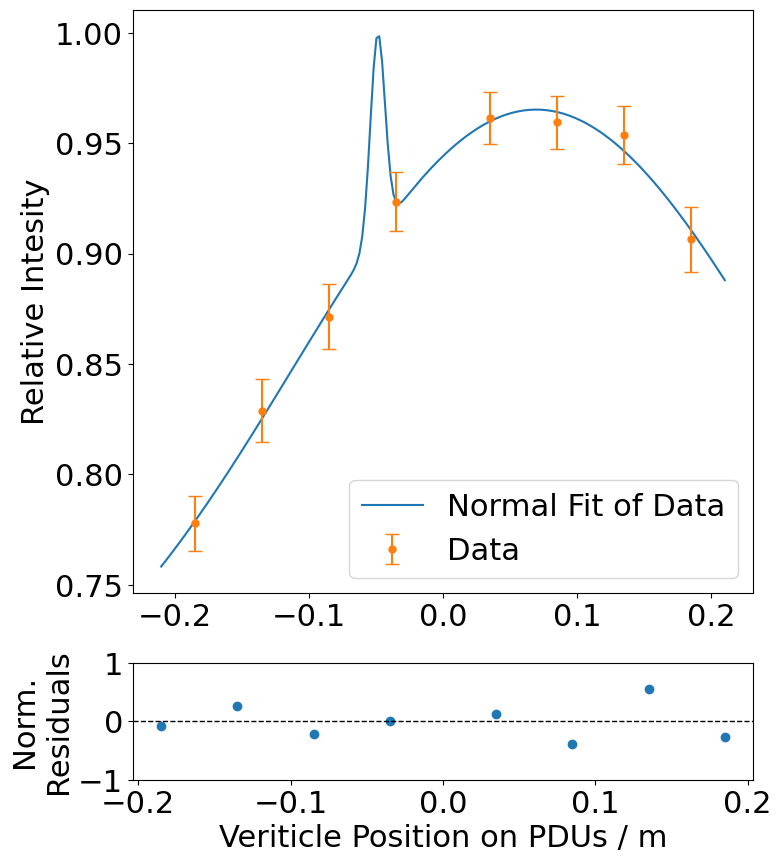 1.00
0.95
0.90
0.85
0.80
0.75
Relative Intesity
Normal Fit of Data
Data
−0.2 −0.1 0.0 0.1 0.2
1
0
−1
Norm.
Residuals
−0.2 −0.1 0.0 0.1 0.2
Veriticle Position on PDUs / m